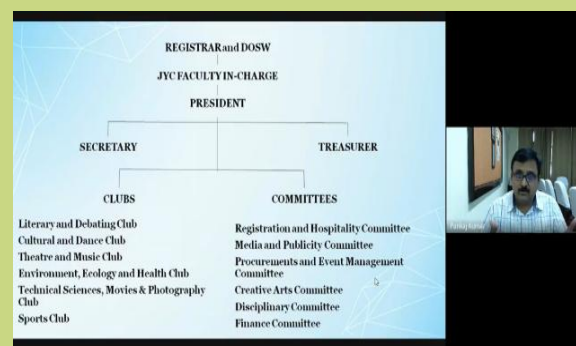 REGISTRAR and DOSW
JYC FACULTY IN-CHARGE
PRESIDENT
SECRETARY
TREASURER
CLUBS
Literary and Debating Club
Cultural and Dance Club
Theatre and Music Club
Environment, Ecology and Health Club
Technical Sciences, Movies & Photography
Club
Sports Club
COMMITTEES
Registration and Hospitality Committee
Media and Publicity Committee
Procurements and Event Management
Committee
Creative Arts Committee
Disciplinary Committee
Finance Committee
Pankaj Kumar